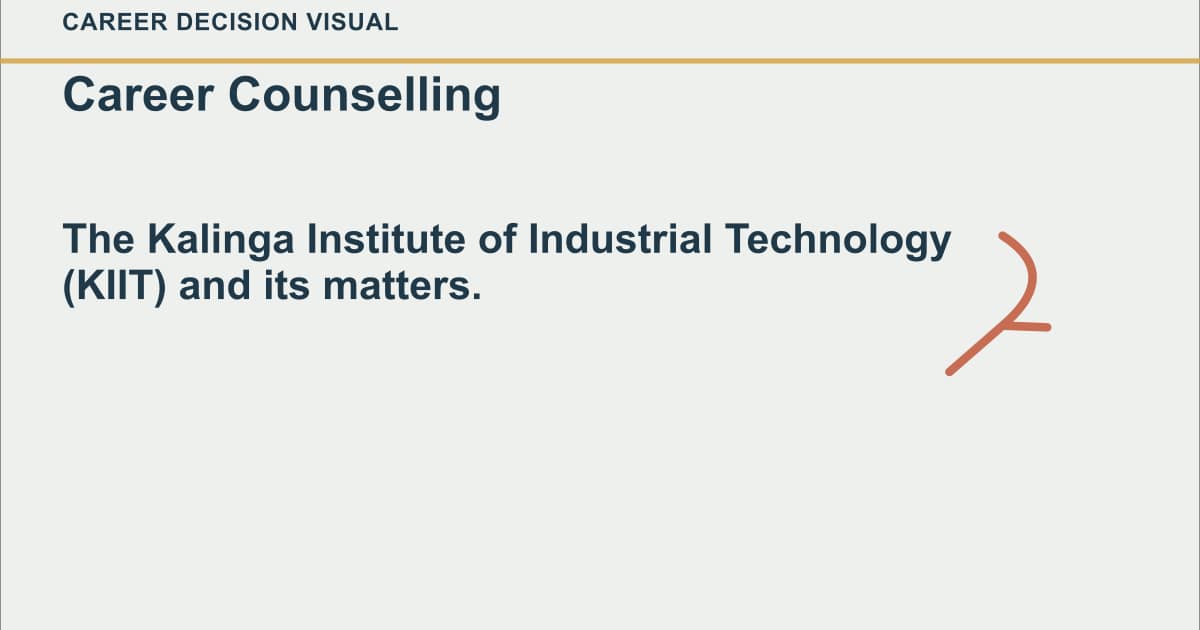 CAREER DECISION VISUAL
Career Counselling
The Kalinga Institute of Industrial Technology
(KIIT) and its matters.